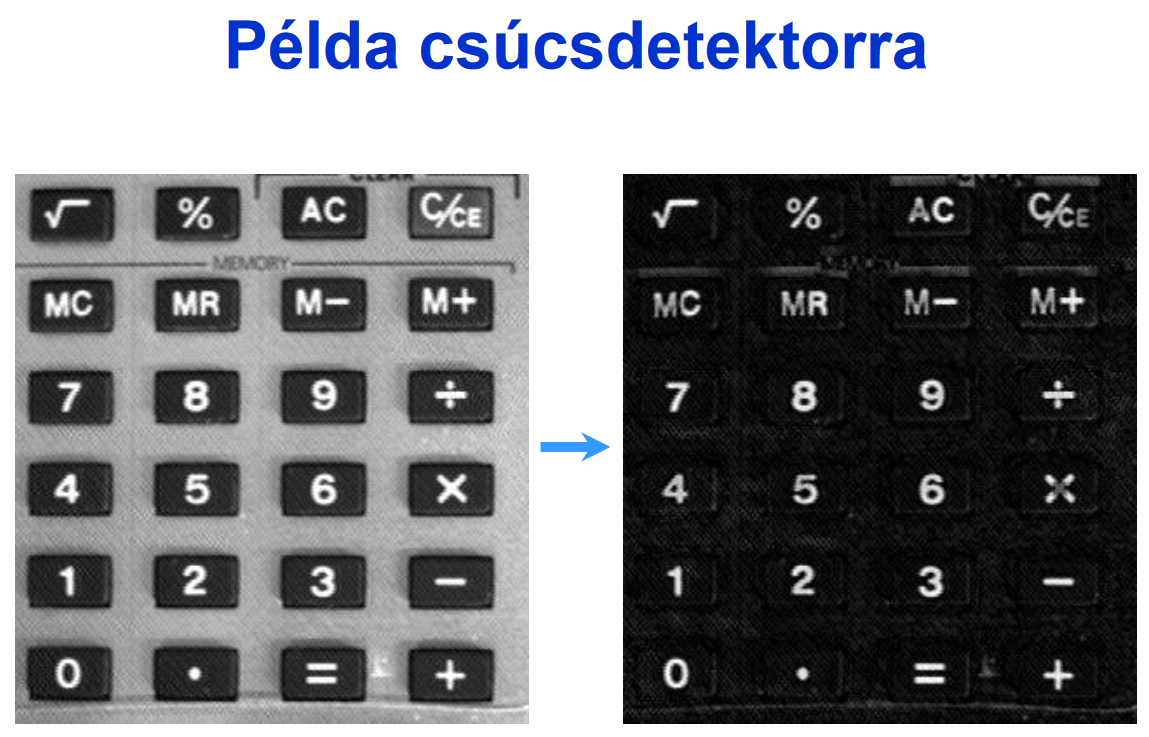 Példa csúcsdetektorra
√ % AC C/CE
MEMORY
MC MR M− M+
7 8 9 ÷
4 5 6 ×
1 2 3 −
0 · = +
√ % AC C/CE
MEMORY
MC MR M− M+
7 8 9 ÷
4 5 6 ×
1 2 3 −
0 · = +